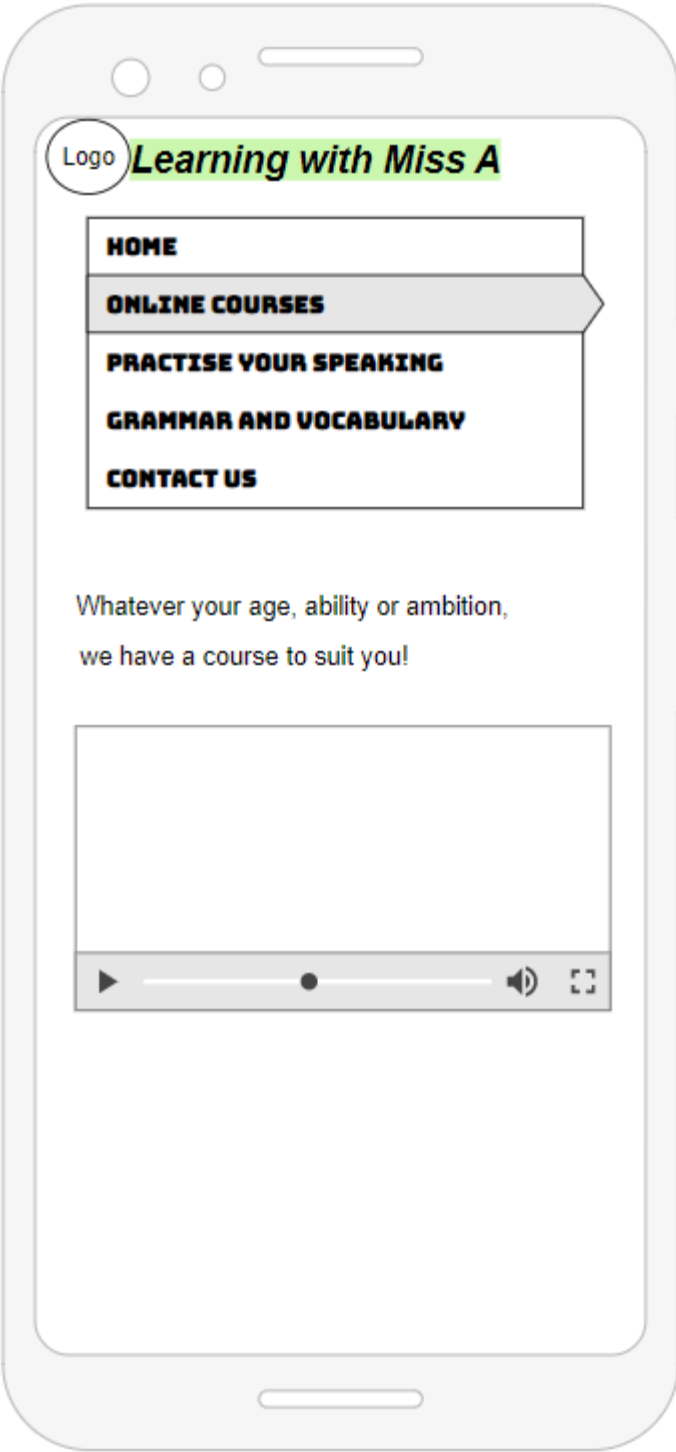 Logo
Learning with Miss A
HOME
ONLINE COURSES
PRACTISE YOUR SPEAKING
GRAMMAR AND VOCABULARY
CONTACT US
Whatever your age, ability or ambition,
we have a course to suit you!